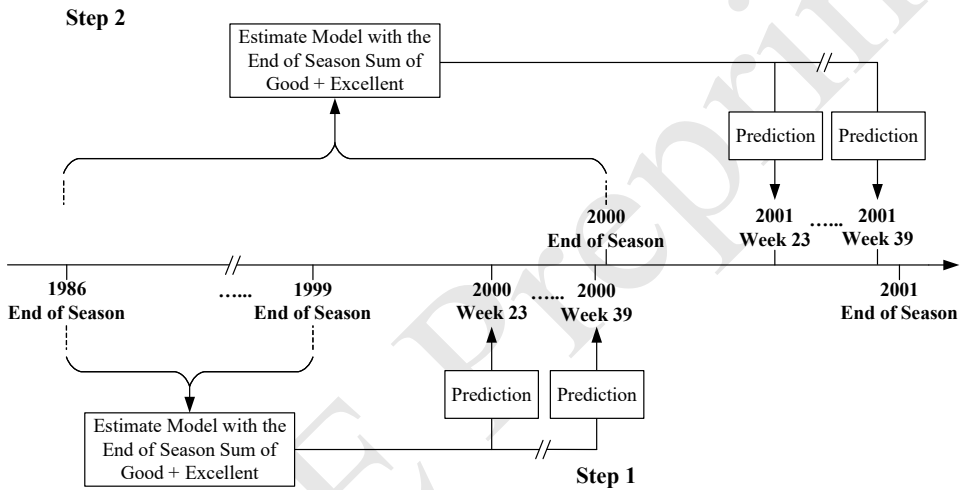 Step 2
Estimate Model with the
End of Season Sum of
Good + Excellent
Prediction
Prediction
2000
End of Season
2001
Week 23
......
2001
Week 39
1986
End of Season
......
1999
End of Season
2000
Week 23
......
2000
Week 39
2001
End of Season
Prediction
Prediction
Estimate Model with the
End of Season Sum of
Good + Excellent
Step 1
E Preprin